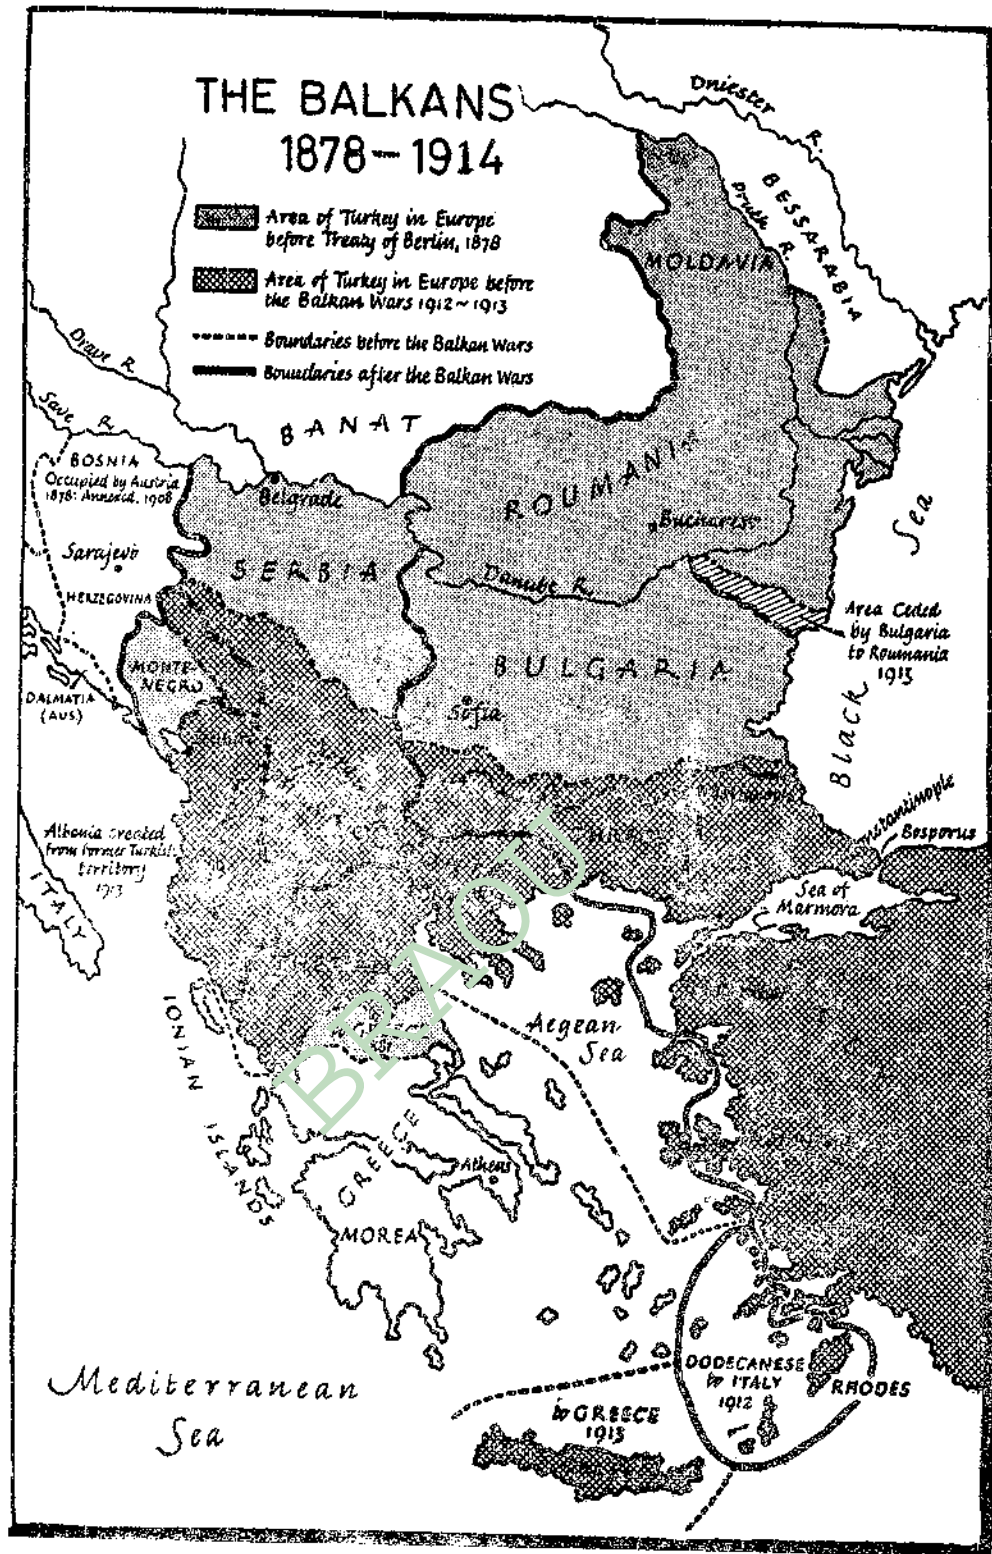 THE BALKANS
1878-1914
Area of Turkey in Europe
before Treaty of Berlin, 1878
Area of Turkey in Europe before
the Balkan Wars 1912~1913
Boundaries before the Balkan Wars
Boundaries after the Balkan Wars
Dniester R.
Pruth R.
BESSARABIA
MOLDAVIA
Drave R.
Save R.
BANAT
BOSNIA
Occupied by Austria
1878: Annexed, 1908
Belgrade
ROUMANIA
Bucharest
Sarajevo
SERBIA
Danube R.
HERZEGOVINA
Area Ceded
by Bulgaria
to Roumania
1913
MONTE-
NEGRO
BULGARIA
DALMATIA
(AUS)
Sofia
Black Sea
Constantinople
Bosporus
Albania created
from former Turkish
territory
1913
ITALY
Sea of
Marmora
BRAOU
IONIAN ISLANDS
Aegean
Sea
GREECE
Athens
MOREA
Mediterranean
Sea
DODECANESE
to ITALY
1912
RHODES
to GREECE
1913